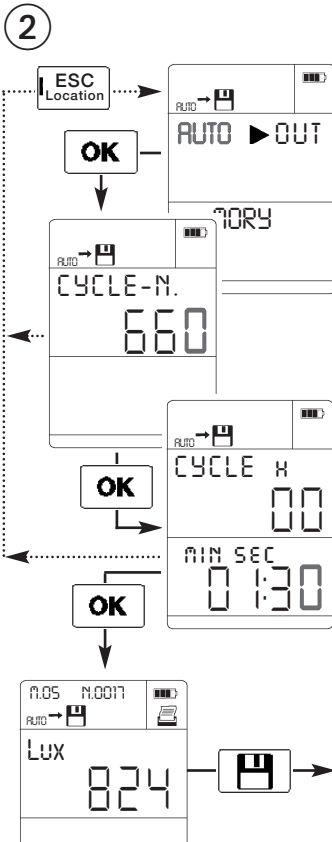 2
ESC
Location
AUTO
AUTO ▶ OUT
OK
MORY
AUTO
CYCLE-N.
660
AUTO
CYCLE H
00
OK
MIN SEC
01:30
OK
M.05 N.0017
AUTO
Lux
824